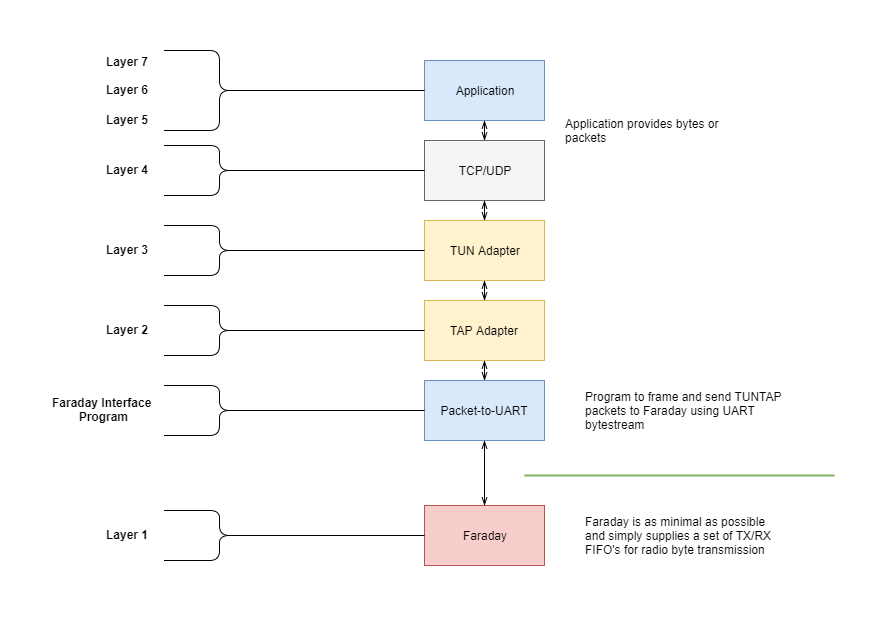 Layer 7
Layer 6
Layer 5
Application
Application provides bytes or
packets
Layer 4
TCP/UDP
Layer 3
TUN Adapter
Layer 2
TAP Adapter
Faraday Interface
Program
Packet-to-UART
Program to frame and send TUNTAP
packets to Faraday using UART
bytestream
Layer 1
Faraday
Faraday is as minimal as possible
and simply supplies a set of TX/RX
FIFO's for radio byte transmission